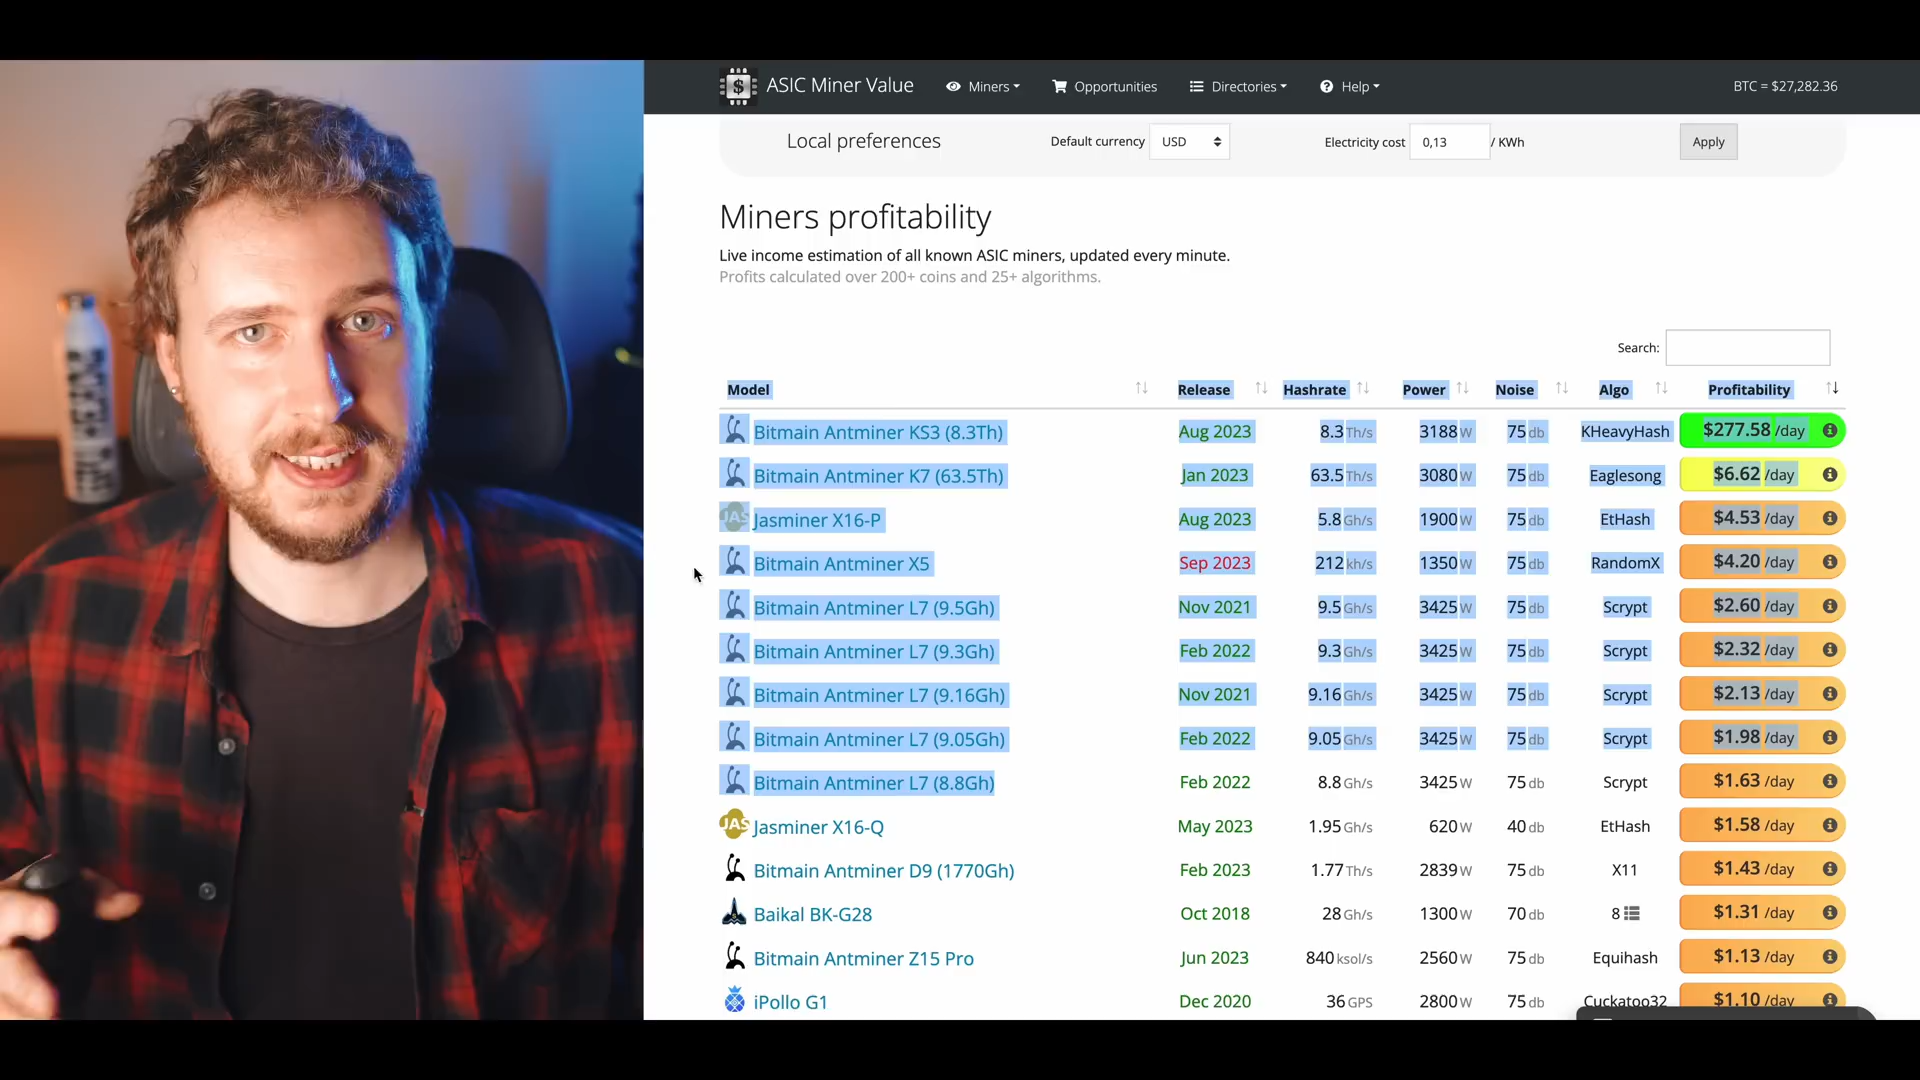 ASIC Miner Value Miners Opportunities Directories Help BTC = $27,282.36
Local preferences Default currency USD Electricity cost 0,13 / KWh Apply
Miners profitability
Live income estimation of all known ASIC miners, updated every minute.
Profits calculated over 200+ coins and 25+ algorithms.
Search:
Model Release Hashrate Power Noise Algo Profitability
Bitmain Antminer KS3 (8.3Th) Aug 2023 8.3 Th/s 3188 W 75 db KHeavyHash $277.58 /day
Bitmain Antminer K7 (63.5Th) Jan 2023 63.5 Th/s 3080 W 75 db Eaglesong $6.62 /day
JAS Jasminer X16-P Aug 2023 5.8 Gh/s 1900 W 75 db EtHash $4.53 /day
Bitmain Antminer X5 Sep 2023 212 kh/s 1350 W 75 db RandomX $4.20 /day
Bitmain Antminer L7 (9.5Gh) Nov 2021 9.5 Gh/s 3425 W 75 db Scrypt $2.60 /day
Bitmain Antminer L7 (9.3Gh) Feb 2022 9.3 Gh/s 3425 W 75 db Scrypt $2.32 /day
Bitmain Antminer L7 (9.16Gh) Nov 2021 9.16 Gh/s 3425 W 75 db Scrypt $2.13 /day
Bitmain Antminer L7 (9.05Gh) Feb 2022 9.05 Gh/s 3425 W 75 db Scrypt $1.98 /day
Bitmain Antminer L7 (8.8Gh) Feb 2022 8.8 Gh/s 3425 W 75 db Scrypt $1.63 /day
JAS Jasminer X16-Q May 2023 1.95 Gh/s 620 W 40 db EtHash $1.58 /day
Bitmain Antminer D9 (1770Gh) Feb 2023 1.77 Th/s 2839 W 75 db X11 $1.43 /day
Baikal BK-G28 Oct 2018 28 Gh/s 1300 W 70 db 8 $1.31 /day
Bitmain Antminer Z15 Pro Jun 2023 840 ksol/s 2560 W 75 db Equihash $1.13 /day
iPollo G1 Dec 2020 36 GPS 2800 W 75 db Cuckatoo32 $1.10 /day